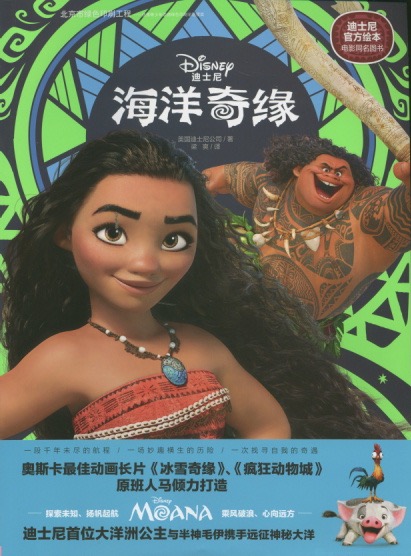 北京市绿色印刷工程
迪士尼
官方绘本
电影同名图书
Disney
迪士尼
海洋奇缘
美国迪士尼公司 / 著
梁 爽 / 译
一段千年未尽的航程 / 一场妙趣横生的历险 / 一次找寻自我的奇遇
奥斯卡最佳动画长片《冰雪奇缘》、《疯狂动物城》
原班人马倾力打造
探索未知、扬帆起航
Disney
MOANA
乘风破浪、心向远方
迪士尼首位大洋洲公主与半神毛伊携手远征神秘大洋